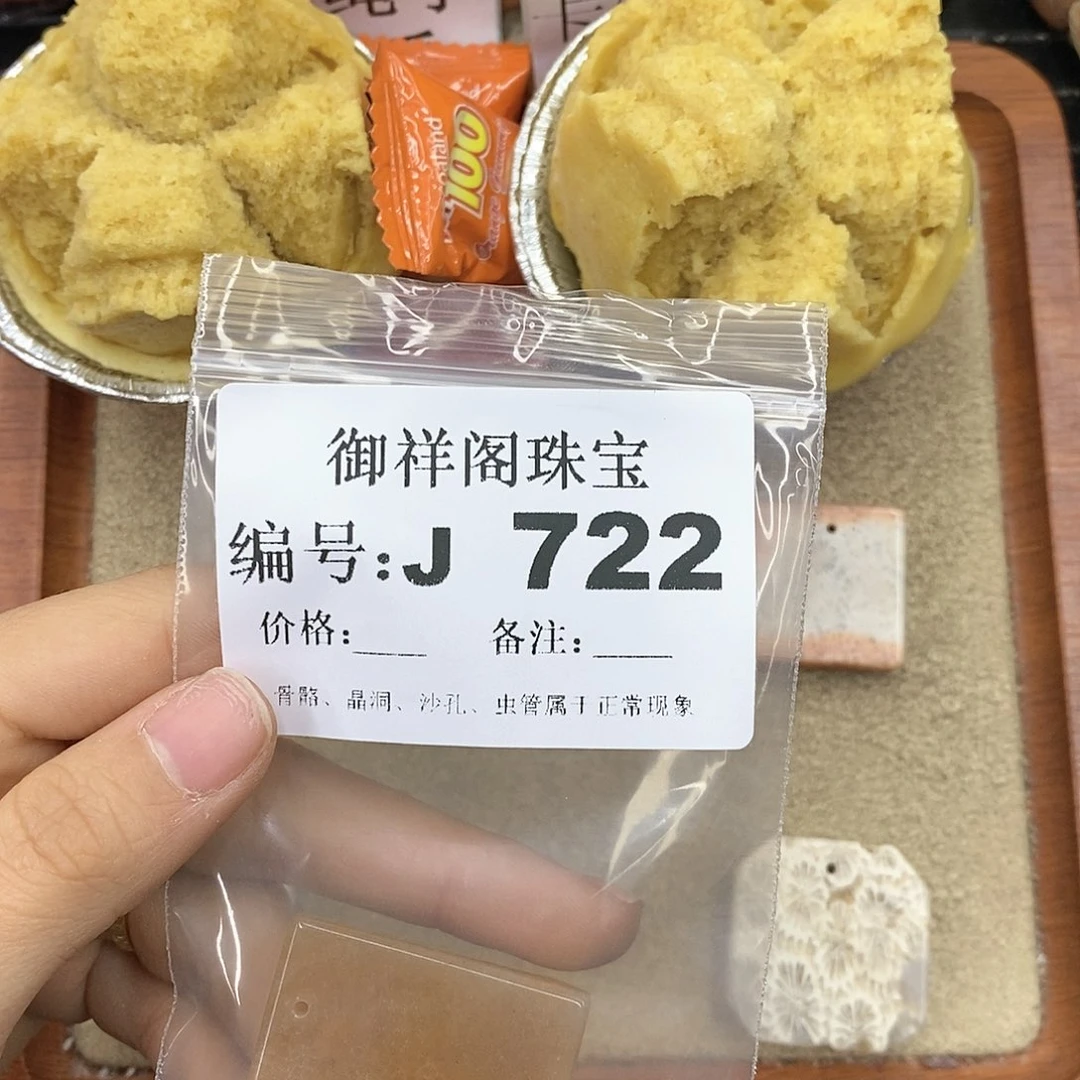 100
Orange
御祥阁珠宝
编号:J 722
价格:____ 备注:____
骨骼、晶洞、沙孔、虫管属于正常现象